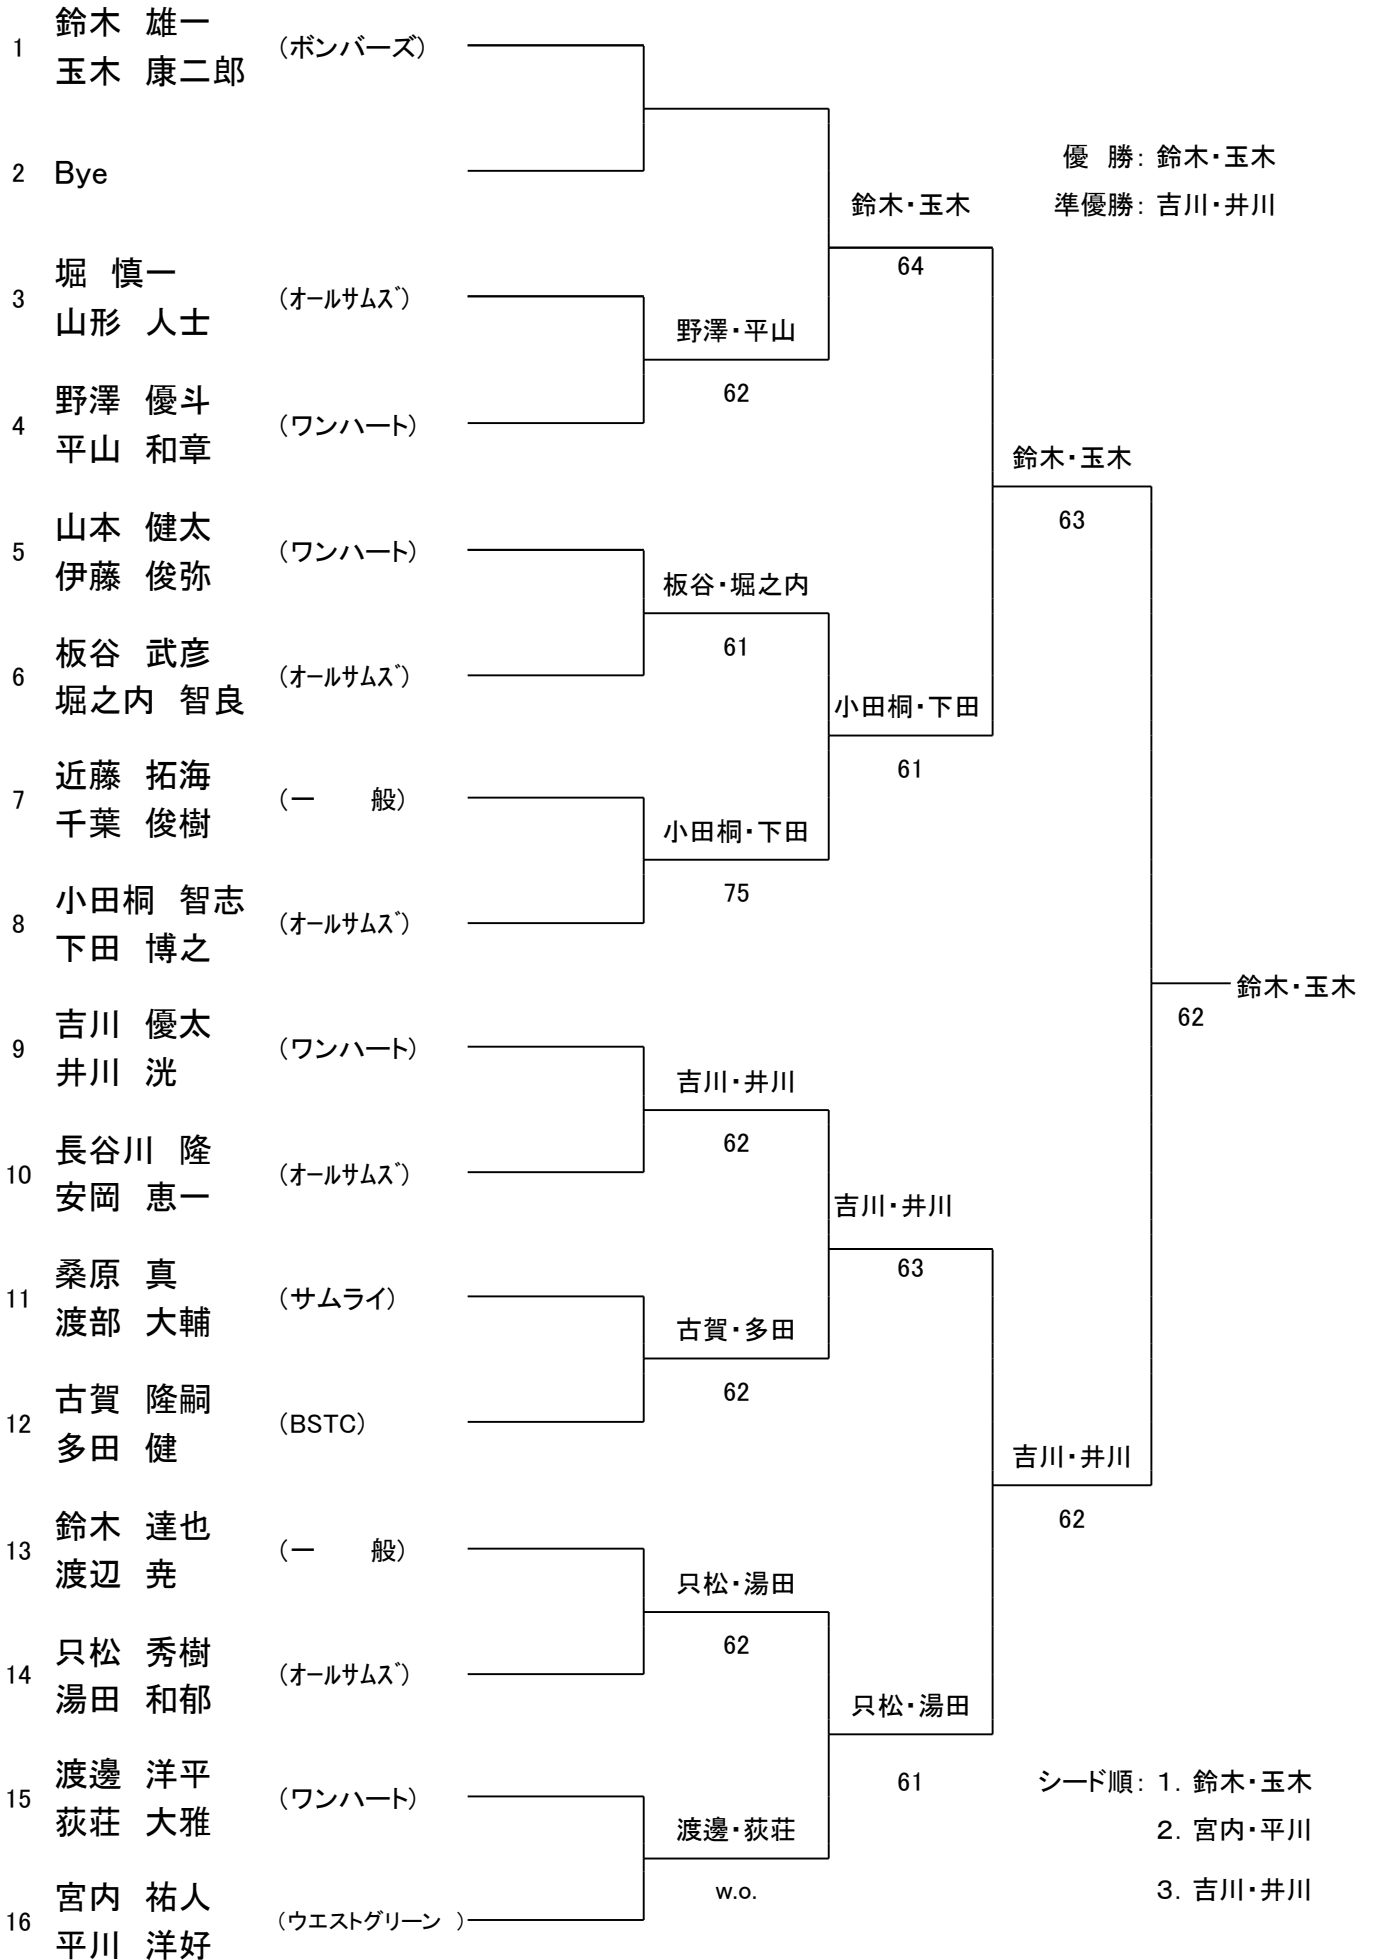 1 鈴木 雄一
玉木 康二郎 (ボンバーズ)
2 Bye
3 堀 慎一
山形 人士 (オールサムズ)
4 野澤 優斗
平山 和章 (ワンハート)
5 山本 健太
伊藤 俊弥 (ワンハート)
6 板谷 武彦
堀之内 智良 (オールサムズ)
7 近藤 拓海
千葉 俊樹 (一 般)
8 小田桐 智志
下田 博之 (オールサムズ)
9 吉川 優太
井川 洸 (ワンハート)
10 長谷川 隆
安岡 恵一 (オールサムズ)
11 桑原 真
渡部 大輔 (サムライ)
12 古賀 隆嗣
多田 健 (BSTC)
13 鈴木 達也
渡辺 尭 (一 般)
14 只松 秀樹
湯田 和郁 (オールサムズ)
15 渡邊 洋平
荻荘 大雅 (ワンハート)
16 宮内 祐人
平川 洋好 (ウエストグリーン )
野澤・平山
62
板谷・堀之内
61
小田桐・下田
75
吉川・井川
62
古賀・多田
62
只松・湯田
62
渡邊・荻荘
w.o.
鈴木・玉木
64
小田桐・下田
61
吉川・井川
63
只松・湯田
61
鈴木・玉木
63
吉川・井川
62
鈴木・玉木
62
優 勝: 鈴木・玉木
準優勝: 吉川・井川
シード順: 1. 鈴木・玉木
2. 宮内・平川
3. 吉川・井川